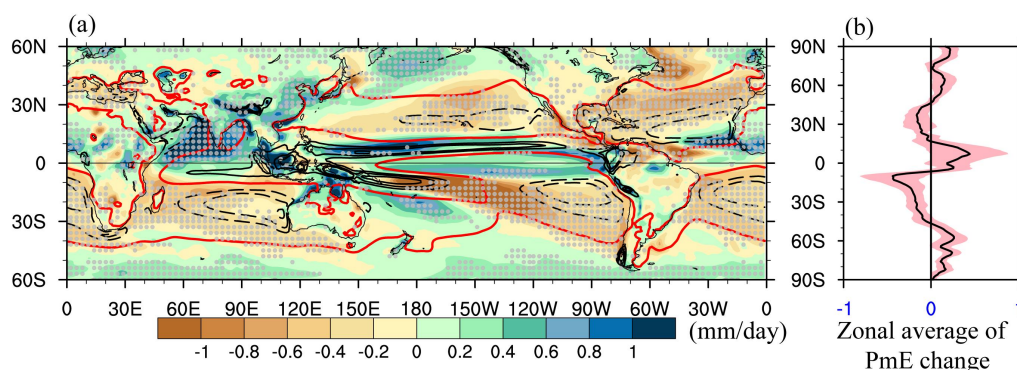 (a)
(b)
60N
30N
0
30S
60S
0 30E 60E 90E 120E 150E 180 150W 120W 90W 60W 30W 0
-1 -0.8 -0.6 -0.4 -0.2 0 0.2 0.4 0.6 0.8 1
(mm/day)
90N
60N
30N
0
30S
60S
90S
-1 0 1
Zonal average of
PmE change